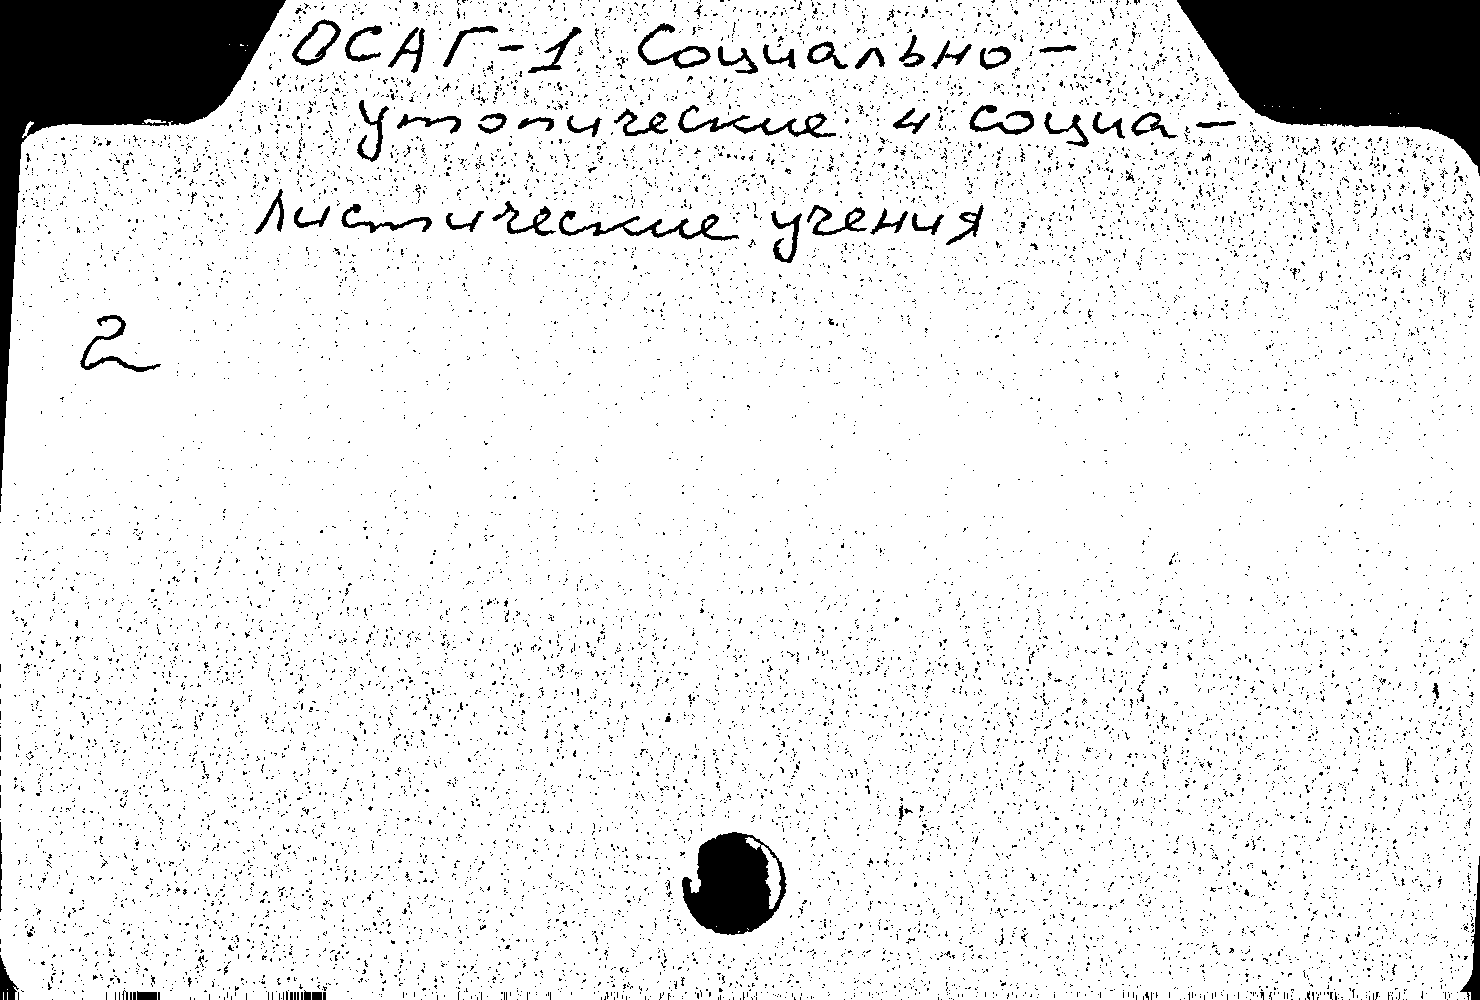 ОСАГ-1 Социально-
утопические и социа-
листические учения
2